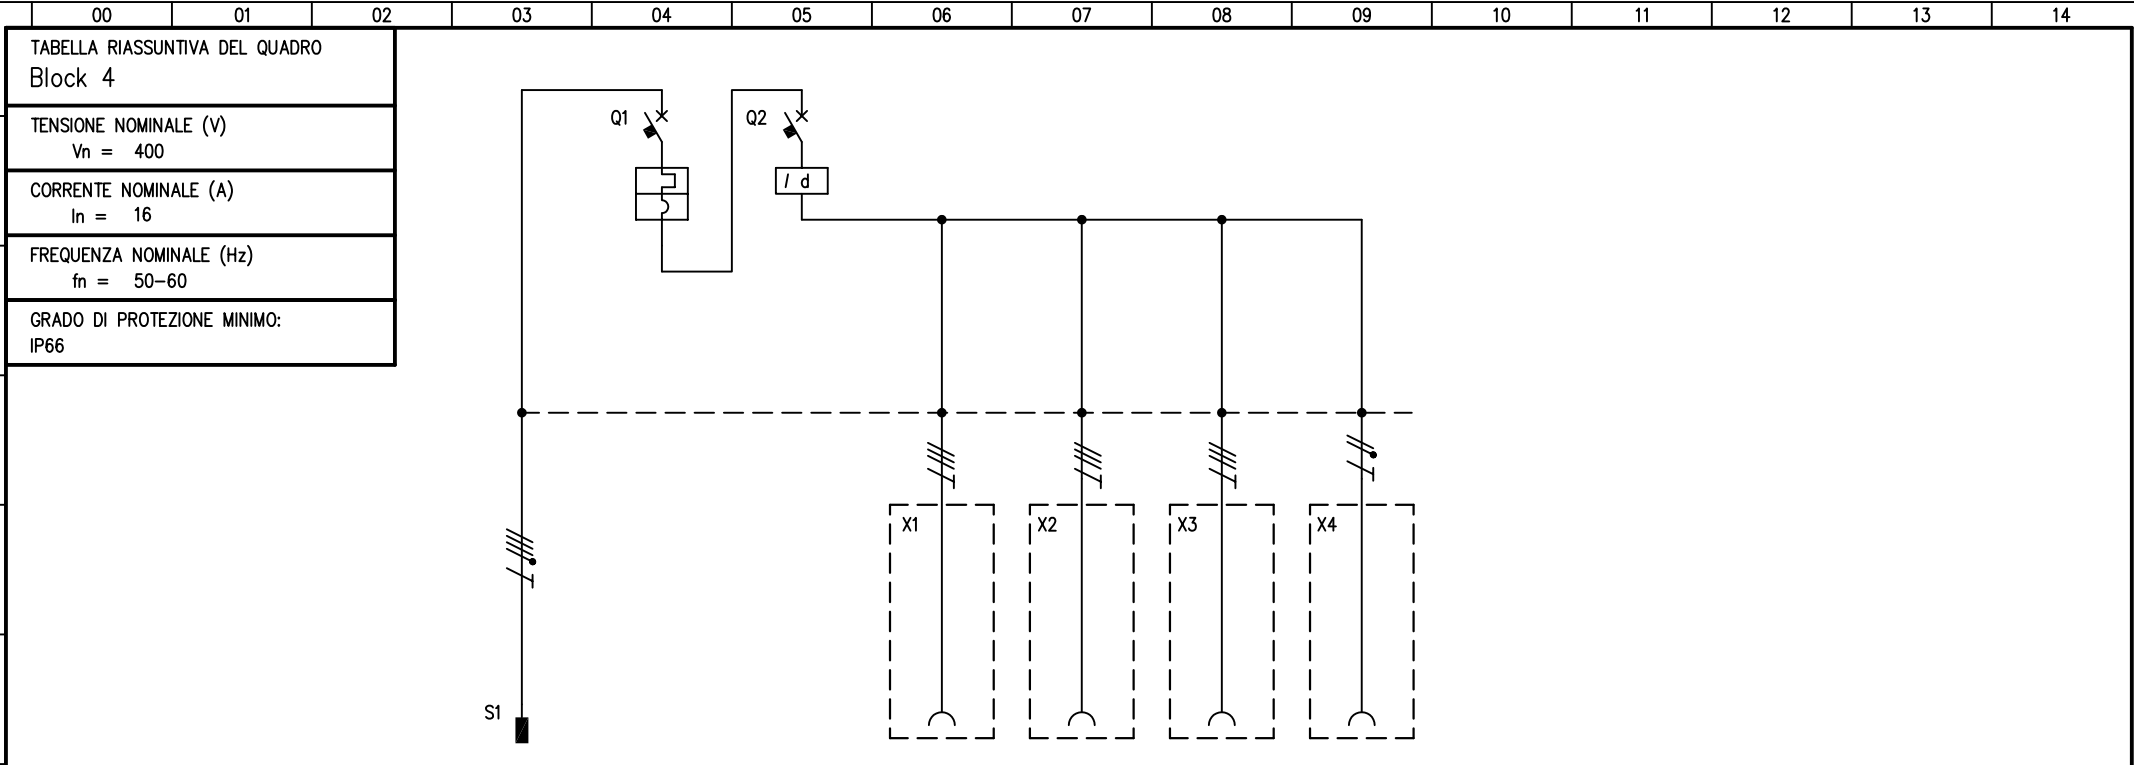 00 01 02 03 04 05 06 07 08 09 10 11 12 13 14
TABELLA RIASSUNTIVA DEL QUADRO
Block 4
TENSIONE NOMINALE (V)
Vn = 400
CORRENTE NOMINALE (A)
In = 16
FREQUENZA NOMINALE (Hz)
fn = 50-60
GRADO DI PROTEZIONE MINIMO:
IP66
Q1 Q2
I d
X1 X2 X3 X4
S1